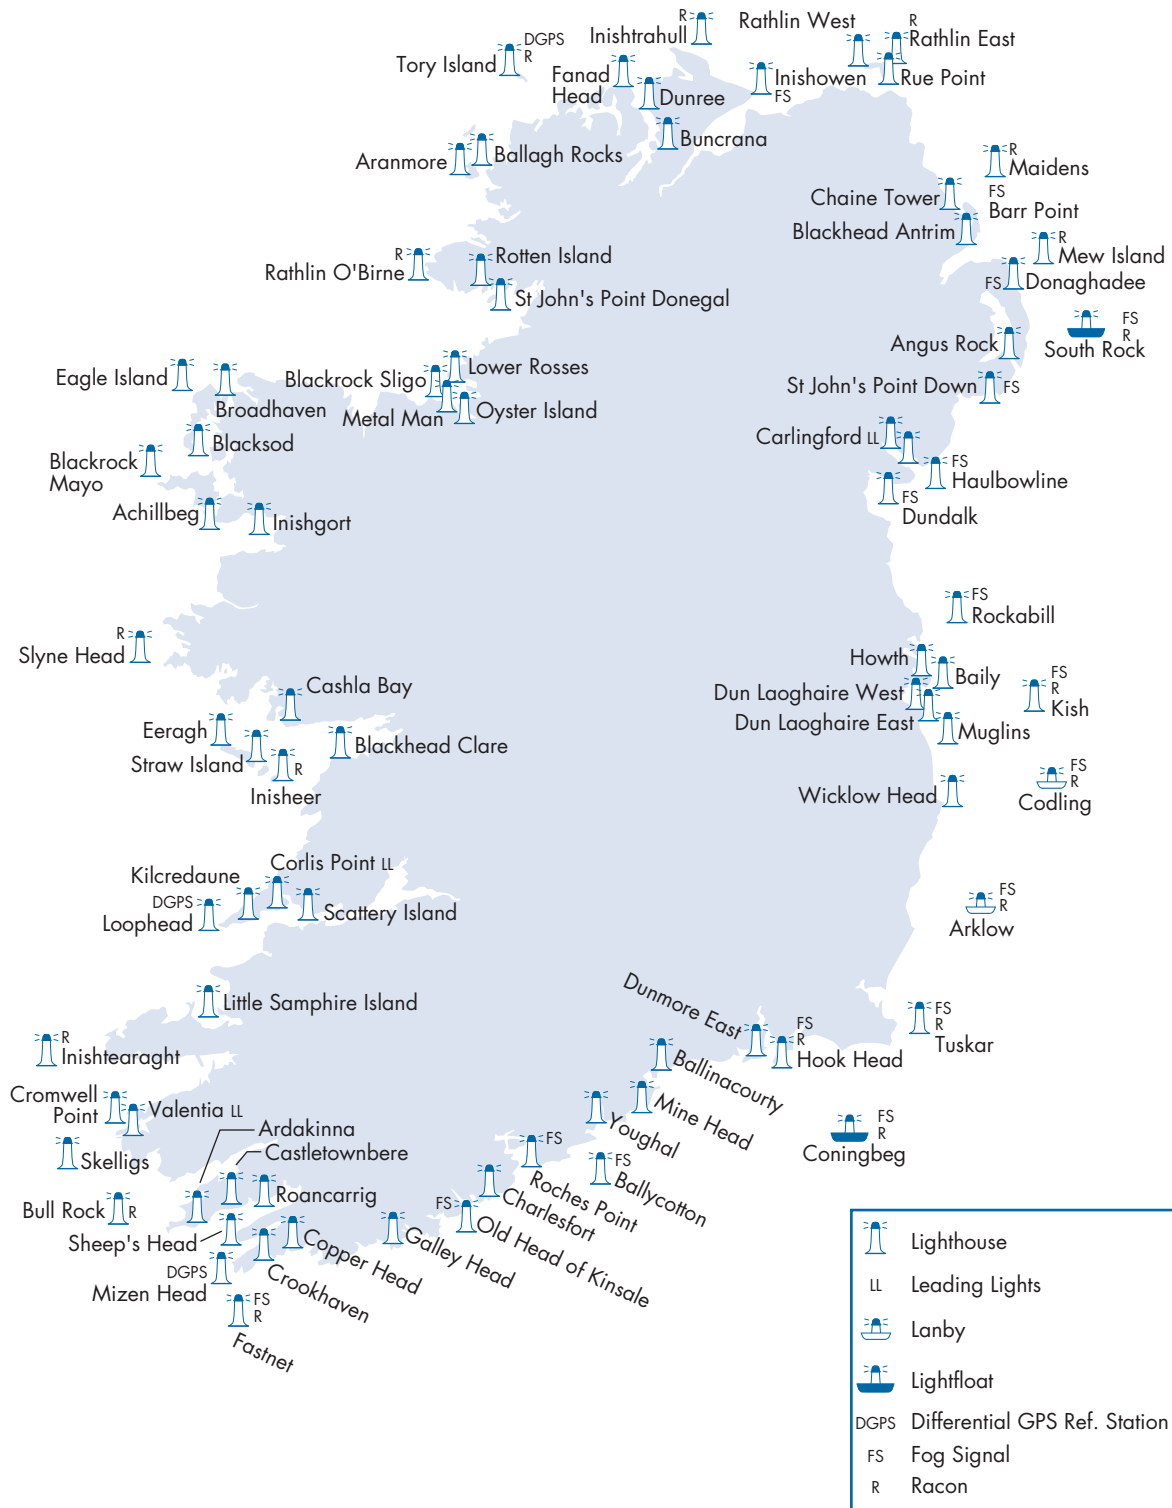 R
Inishtrahull
Rathlin West
R
Rathlin East
DGPS
R
Tory Island
Fanad
Head
Dunree
Inishowen
FS
Rue Point
Buncrana
Aranmore
Ballagh Rocks
R
Maidens
Chaine Tower
FS
Barr Point
Blackhead Antrim
R
Mew Island
FS
Donaghadee
R
Rathlin O'Birne
Rotten Island
St John's Point Donegal
FS
R
South Rock
Angus Rock
Eagle Island
Broadhaven
Blackrock Sligo
Lower Rosses
Metal Man
Oyster Island
St John's Point Down
FS
Blacksod
Blackrock
Mayo
Carlingford LL
FS
Haulbowline
Achillbeg
Inishgort
FS
Dundalk
FS
Rockabill
R
Slyne Head
Howth
Baily
Cashla Bay
Dun Laoghaire West
FS
R
Kish
Eeragh
Dun Laoghaire East
Muglins
Straw Island
Blackhead Clare
R
Inisheer
Wicklow Head
FS
R
Codling
Corlis Point LL
Kilcredaune
DGPS
Loophead
Scattery Island
FS
R
Arklow
Little Samphire Island
Dunmore East
FS
R
Hook Head
FS
R
Tuskar
R
Inishtearaght
Ballinacourty
Cromwell
Point
Valentia LL
Mine Head
Youghal
Ardakinna
Castletownbere
FS
R
Coningbeg
Skelligs
FS
Roches Point
FS
Ballycotton
Roancarrig
Charlesfort
Bull Rock
R
FS
Old Head of Kinsale
Sheep's Head
Copper Head
Galley Head
DGPS
Mizen Head
Crookhaven
FS
R
Fastnet
Lighthouse
LL Leading Lights
Lanby
Lightfloat
DGPS Differential GPS Ref. Station
FS Fog Signal
R Racon